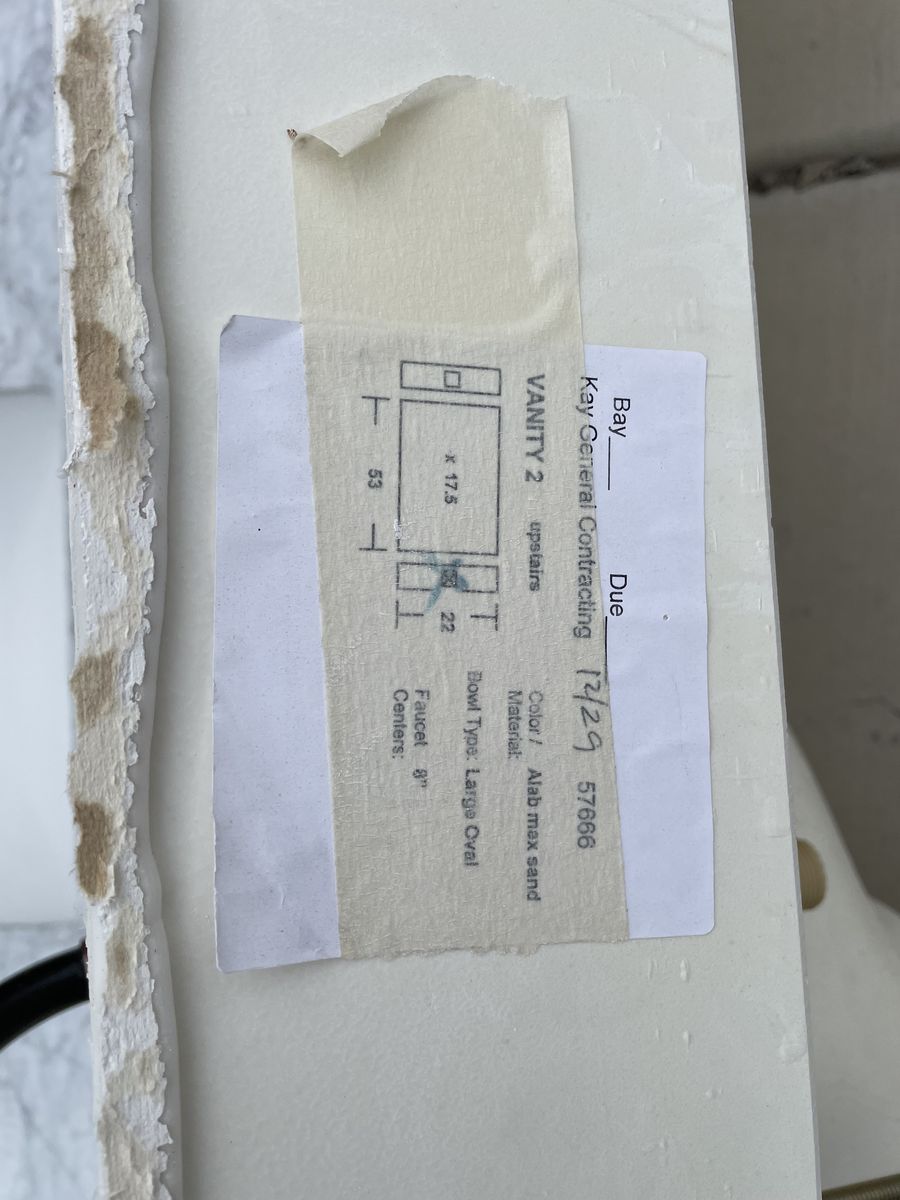 Bay____ Due____
Kay General Contracting 12/29 57666
VANITY 2 upstairs
x 17.5
53
22
Color / Material: Alab max sand
Bowl Type: Large Oval
Faucet Centers: 8"